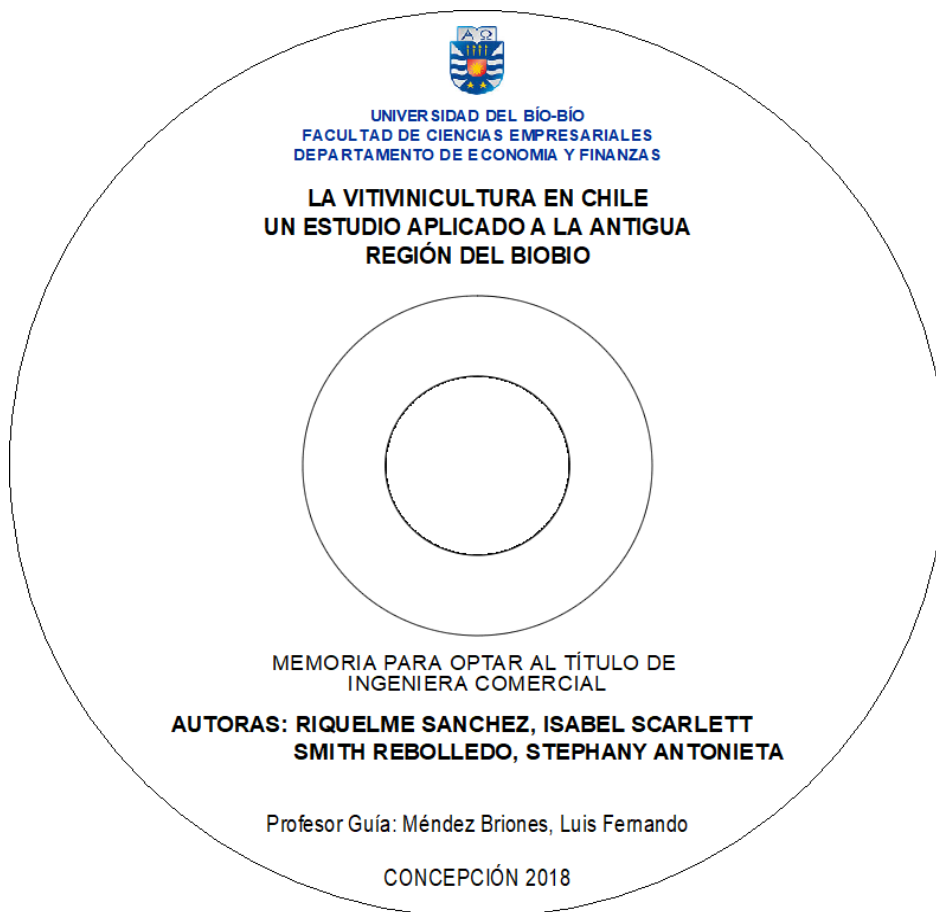 Α Ω
UNIVERSIDAD DEL BÍO-BÍO
FACULTAD DE CIENCIAS EMPRESARIALES
DEPARTAMENTO DE ECONOMIA Y FINANZAS
LA VITIVINICULTURA EN CHILE
UN ESTUDIO APLICADO A LA ANTIGUA
REGIÓN DEL BIOBIO
MEMORIA PARA OPTAR AL TÍTULO DE
INGENIERA COMERCIAL
AUTORAS: RIQUELME SANCHEZ, ISABEL SCARLETT
SMITH REBOLLEDO, STEPHANY ANTONIETA
Profesor Guía: Méndez Briones, Luis Fernando
CONCEPCIÓN 2018